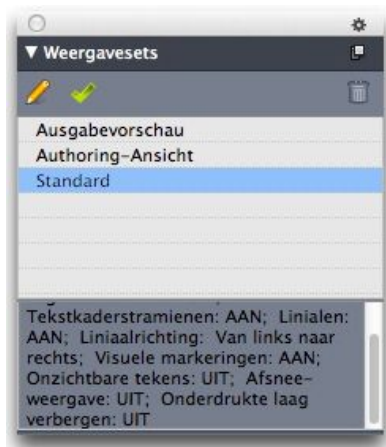 Weergavesets
Ausgabevorschau
Authoring-Ansicht
Standard
Tekstkaderstramienen: AAN; Linialen:
AAN; Liniaalrichting: Van links naar
rechts; Visuele markeringen: AAN;
Onzichtbare tekens: UIT; Afsnee-
weergave: UIT; Onderdrukte laag
verbergen: UIT